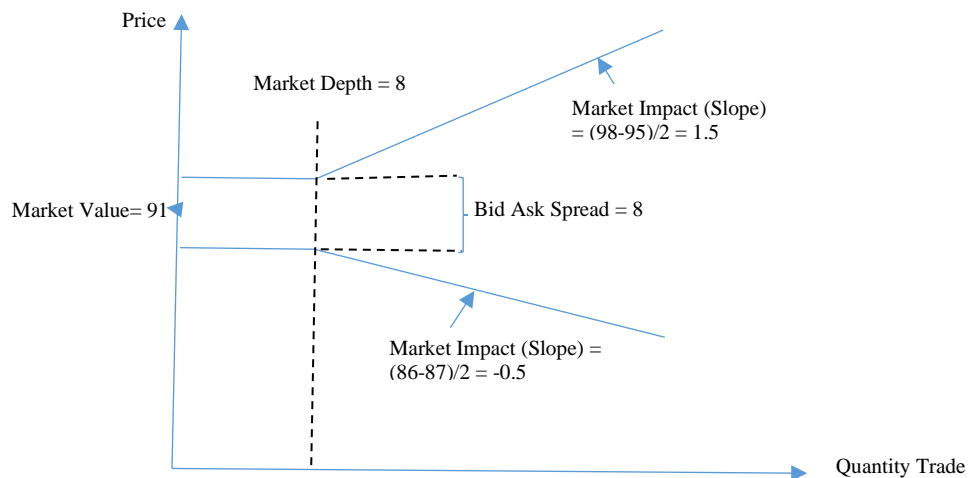 Price
Market Depth = 8
Market Impact (Slope)
= (98-95)/2 = 1.5
Market Value= 91
Bid Ask Spread = 8
Market Impact (Slope) =
(86-87)/2 = -0.5
Quantity Trade